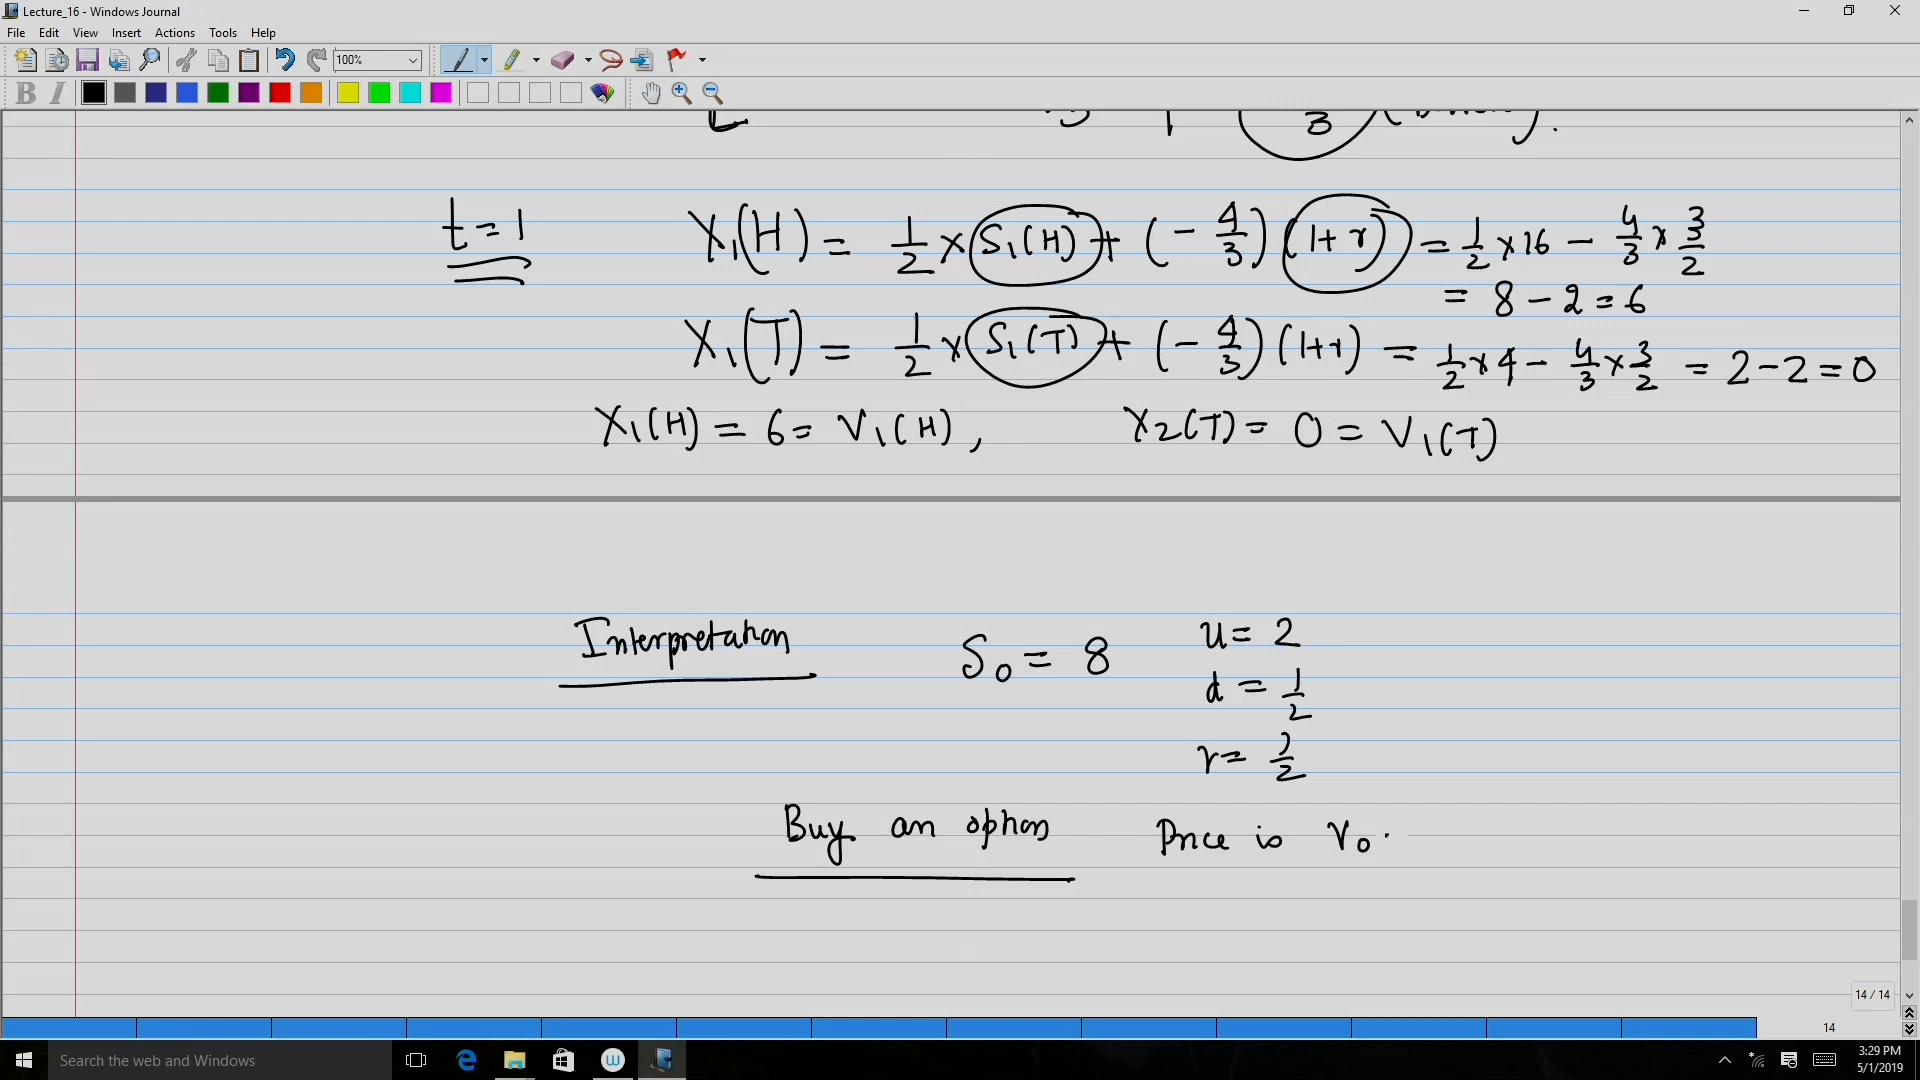 Lecture_16 - Windows Journal
File Edit View Insert Actions Tools Help
100%
B I
3
t = 1
X₁(H) = 1/2 × S₁(H) + (- 4/3) (1+r) = 1/2 × 16 - 4/3 × 3/2
= 8 - 2 = 6
X₁(T) = 1/2 × S₁(T) + (- 4/3) (1+r) = 1/2 × 4 - 4/3 × 3/2 = 2 - 2 = 0
X₁(H) = 6 = V₁(H), X₂(T) = 0 = V₁(T)
Interpretation S₀ = 8 u = 2
d = 1/2
r = 1/2
Buy an option Price is V₀.
14 / 14
14
Search the web and Windows
3:29 PM
5/1/2019